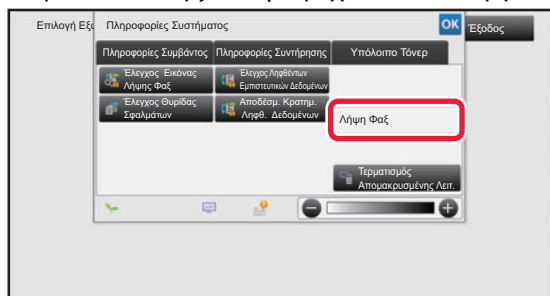 Επιλογή Εξό
Πληροφορίες Συστήματος
OK
Έξοδος
Πληροφορίες Συμβάντος
Πληροφορίες Συντήρησης
Υπόλοιπο Τόνερ
Έλεγχος Εικόνας
Λήψης Φαξ
Έλεγχος Ληφθέντων
Εμπιστευτικών Δεδομένων
Έλεγχος Θυρίδας
Σφαλμάτων
Αποδέσμ. Κρατημ.
Ληφθ. Δεδομένων
Λήψη Φαξ
Τερματισμός
Απομακρυσμένης Λειτ.